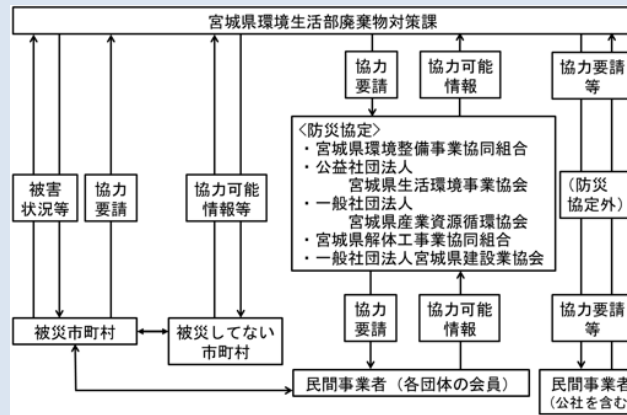 宮城県環境生活部廃棄物対策課
協力
要請
協力可能
情報
協力要請
等
<防災協定>
・宮城県環境整備事業協同組合
・公益社団法人
宮城県生活環境事業協会
・一般社団法人
宮城県産業資源循環協会
・宮城県解体工事業協同組合
・一般社団法人宮城県建設業協会
被害
状況等
協力
要請
協力可能
情報等
(防災
協定外)
協力
要請
協力可能
情報
協力要請
等
被災市町村
被災してない
市町村
民間事業者(各団体の会員)
民間事業者
(公社を含む